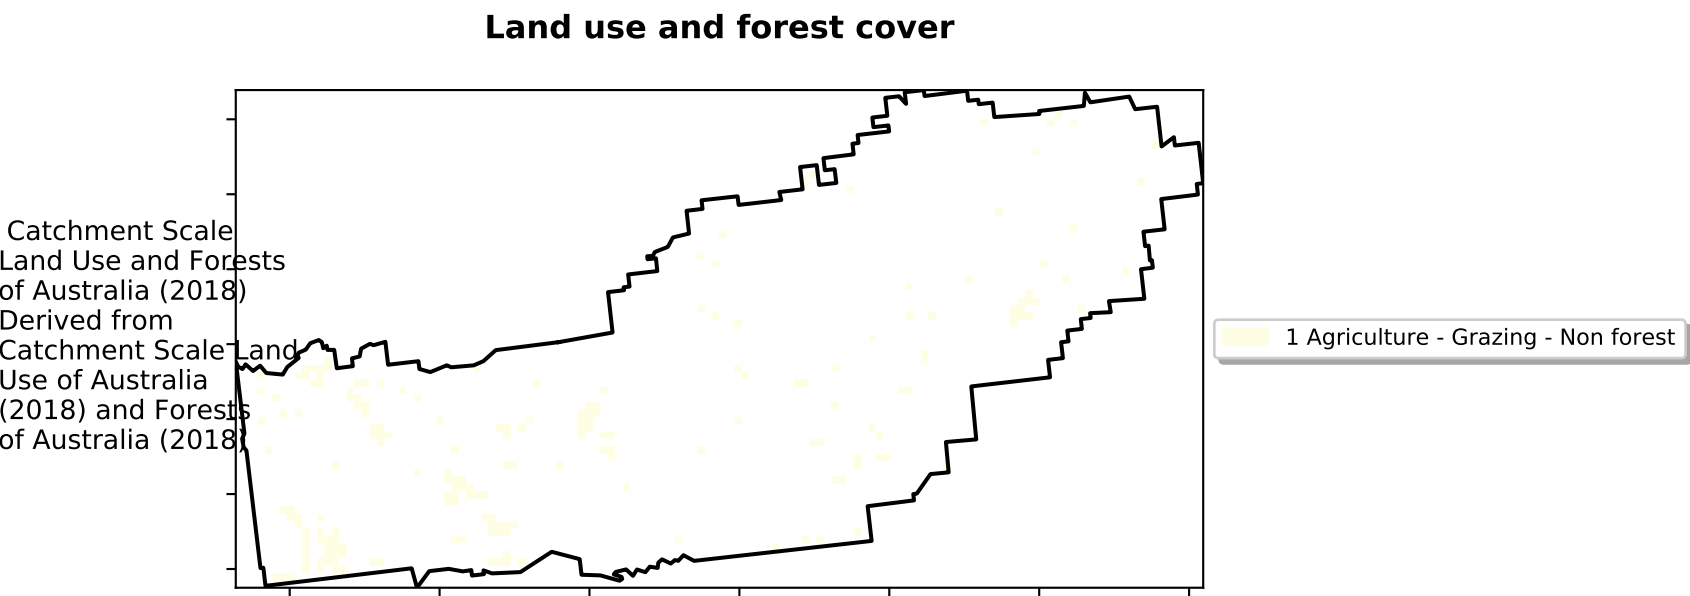 Land use and forest cover
Catchment Scale
Land Use and Forests
of Australia (2018)
Derived from
Catchment Scale Land
Use of Australia
(2018) and Forests
of Australia (2018)
1 Agriculture - Grazing - Non forest